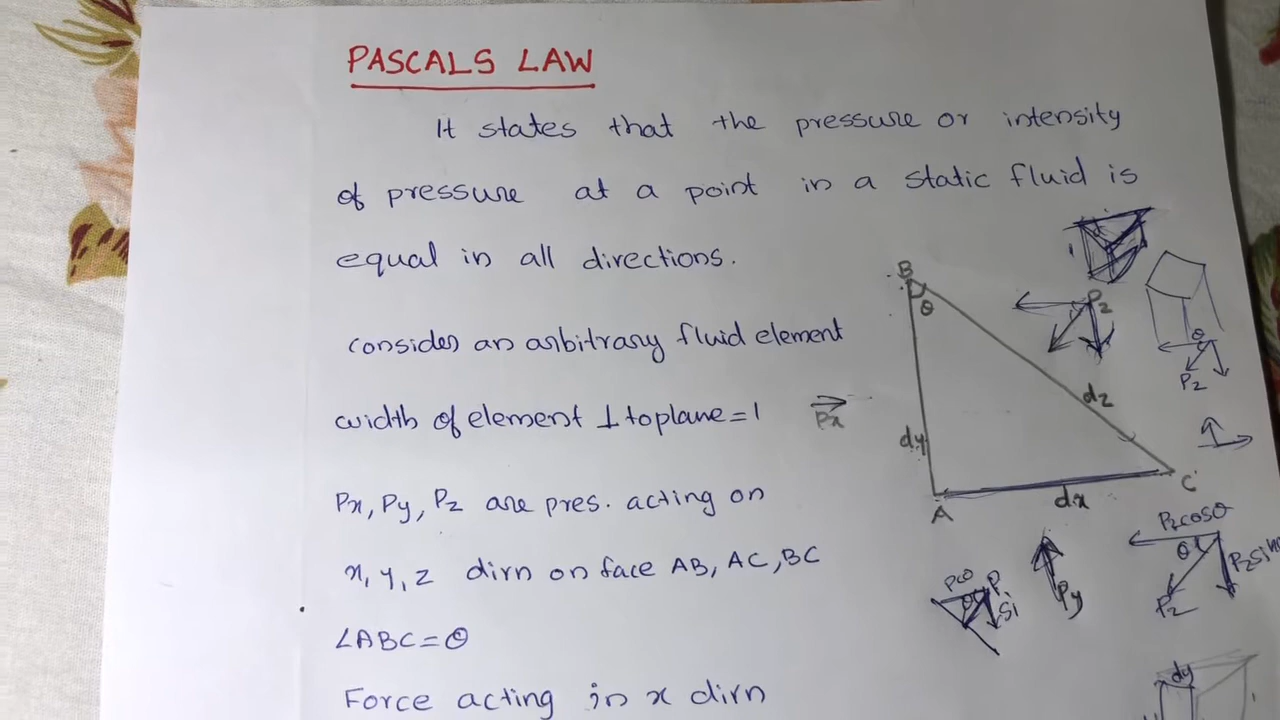 PASCALS LAW
It states that the pressure or intensity
of pressure at a point in a static fluid is
equal in all directions.
consider an arbitrary fluid element
width of element ⊥ to plane = 1
Px, Py, Pz are pres. acting on
x, y, z dirn on face AB, AC, BC
∠ABC = θ
Force acting in x dirn
B
θ
Pz
dz
θ
Pz
Px
dy
A
dx
C
Pz cosθ
θ
Pz
Py
θ
Si
dy